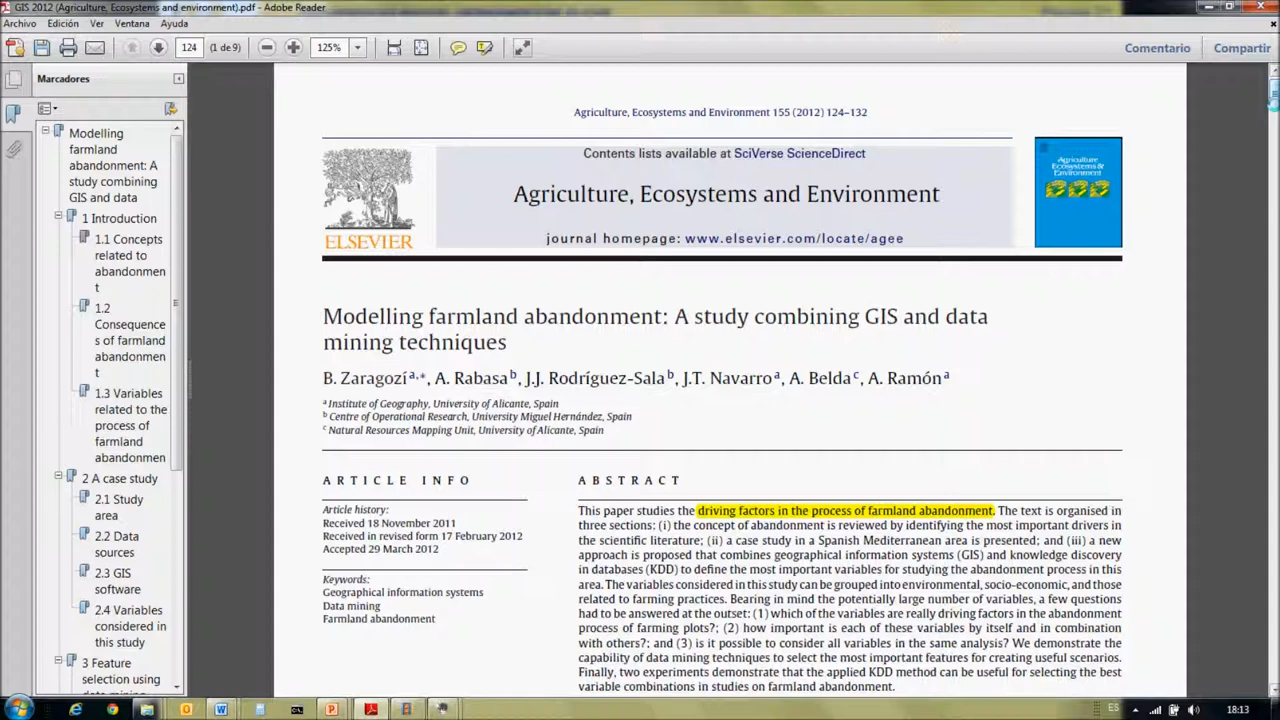 GIS 2012 (Agriculture, Ecosystems and environment).pdf - Adobe Reader
Archivo Edición Ver Ventana Ayuda
124 (1 de 9) 125% Comentario Compartir
Marcadores
Modelling
farmland
abandonment: A
study combining
GIS and data
1 Introduction
1.1 Concepts
related to
abandonmen
t
1.2
Consequence
s of farmland
abandonmen
t
1.3 Variables
related to the
process of
farmland
abandonmen
2 A case study
2.1 Study
area
2.2 Data
sources
2.3 GIS
software
2.4 Variables
considered in
this study
3 Feature
selection using
Agriculture, Ecosystems and Environment 155 (2012) 124–132
Contents lists available at SciVerse ScienceDirect
Agriculture, Ecosystems and Environment
journal homepage: www.elsevier.com/locate/agee
ELSEVIER
Agriculture
Ecosystems &
Environment
Modelling farmland abandonment: A study combining GIS and data
mining techniques
B. Zaragozí a,*, A. Rabasa b, J.J. Rodríguez-Sala b, J.T. Navarro a, A. Belda c, A. Ramón a
a Institute of Geography, University of Alicante, Spain
b Centre of Operational Research, University Miguel Hernández, Spain
c Natural Resources Mapping Unit, University of Alicante, Spain
ARTICLE INFO
Article history:
Received 18 November 2011
Received in revised form 17 February 2012
Accepted 29 March 2012
Keywords:
Geographical information systems
Data mining
Farmland abandonment
ABSTRACT
This paper studies the driving factors in the process of farmland abandonment. The text is organised in
three sections: (i) the concept of abandonment is reviewed by identifying the most important drivers in
the scientific literature; (ii) a case study in a Spanish Mediterranean area is presented; and (iii) a new
approach is proposed that combines geographical information systems (GIS) and knowledge discovery
in databases (KDD) to define the most important variables for studying the abandonment process in this
area. The variables considered in this study can be grouped into environmental, socio-economic, and those
related to farming practices. Bearing in mind the potentially large number of variables, a few questions
had to be answered at the outset: (1) which of the variables are really driving factors in the abandonment
process of farming plots?; (2) how important is each of these variables by itself and in combination
with others?; and (3) is it possible to consider all variables in the same analysis? We demonstrate the
capability of data mining techniques to select the most important features for creating useful scenarios.
Finally, two experiments demonstrate that the applied KDD method can be useful for selecting the best
variable combinations in studies on farmland abandonment.
ES 18:13